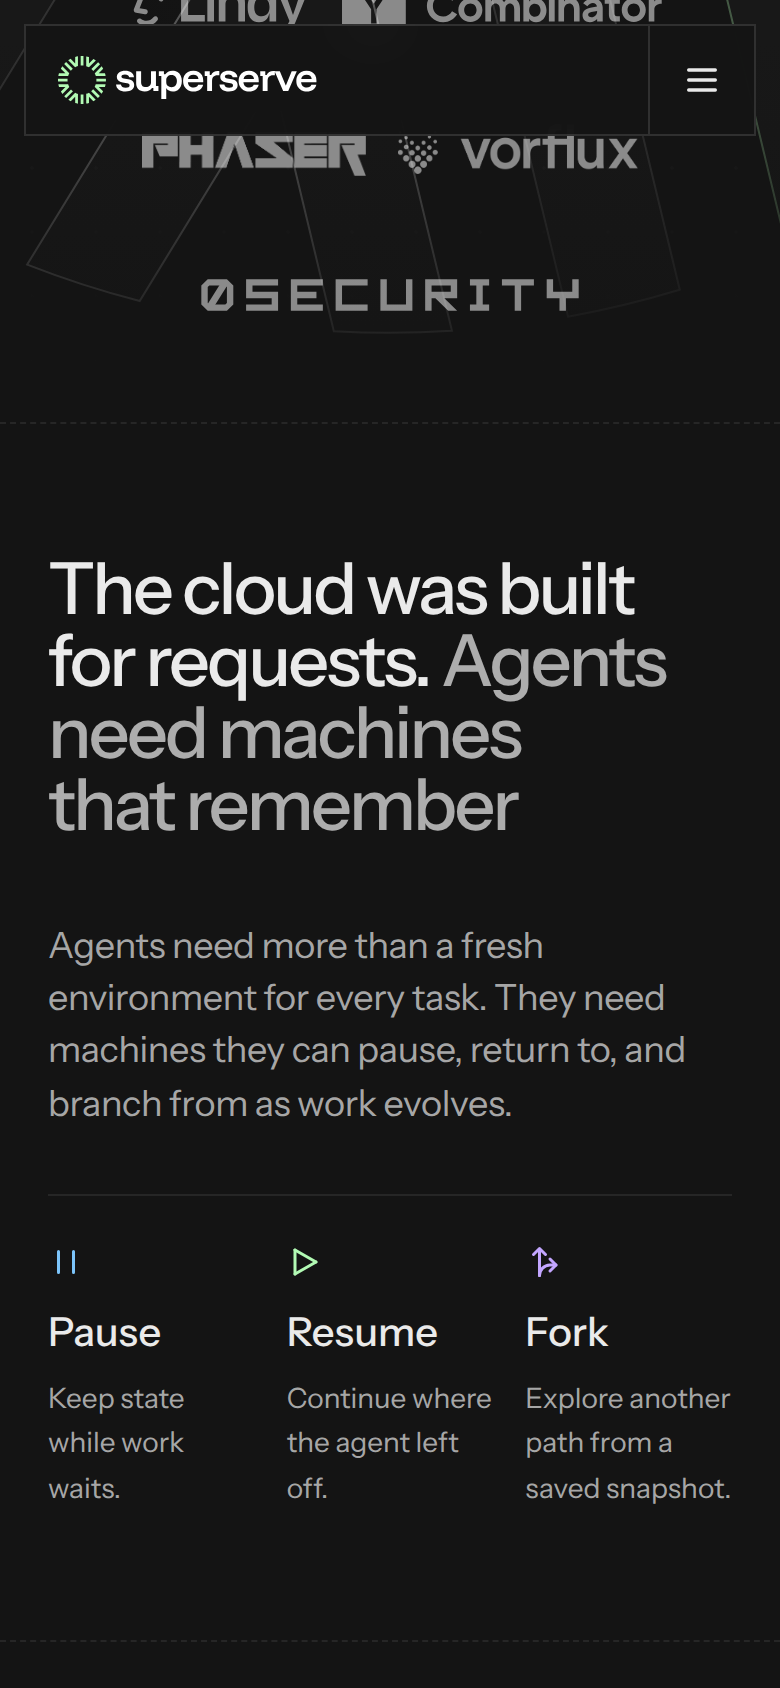 Lindy
Combinator
superserve
PHASER
vorflux
0SECURITY
The cloud was built
for requests. Agents
need machines
that remember
Agents need more than a fresh
environment for every task. They need
machines they can pause, return to, and
branch from as work evolves.
Pause
Keep state
while work
waits.
Resume
Continue where
the agent left
off.
Fork
Explore another
path from a
saved snapshot.